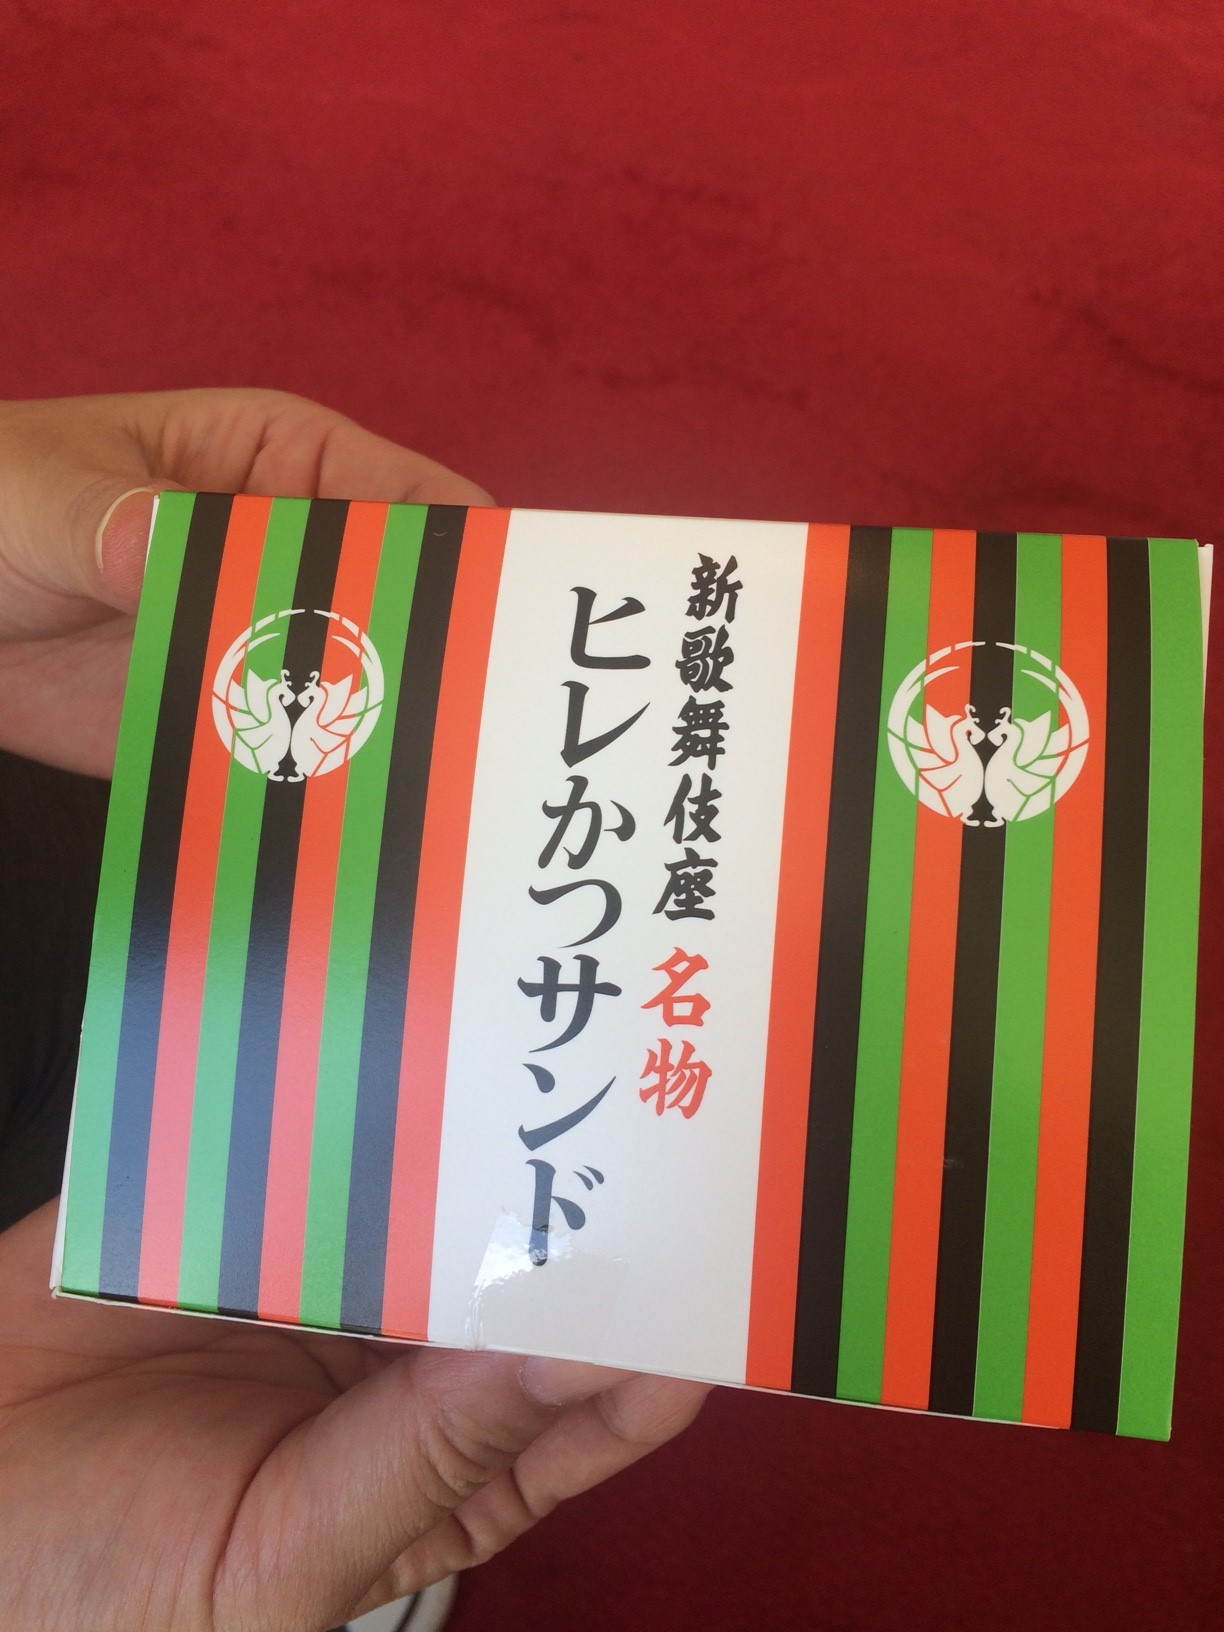 新歌舞伎座 名物
ヒレかつサンド